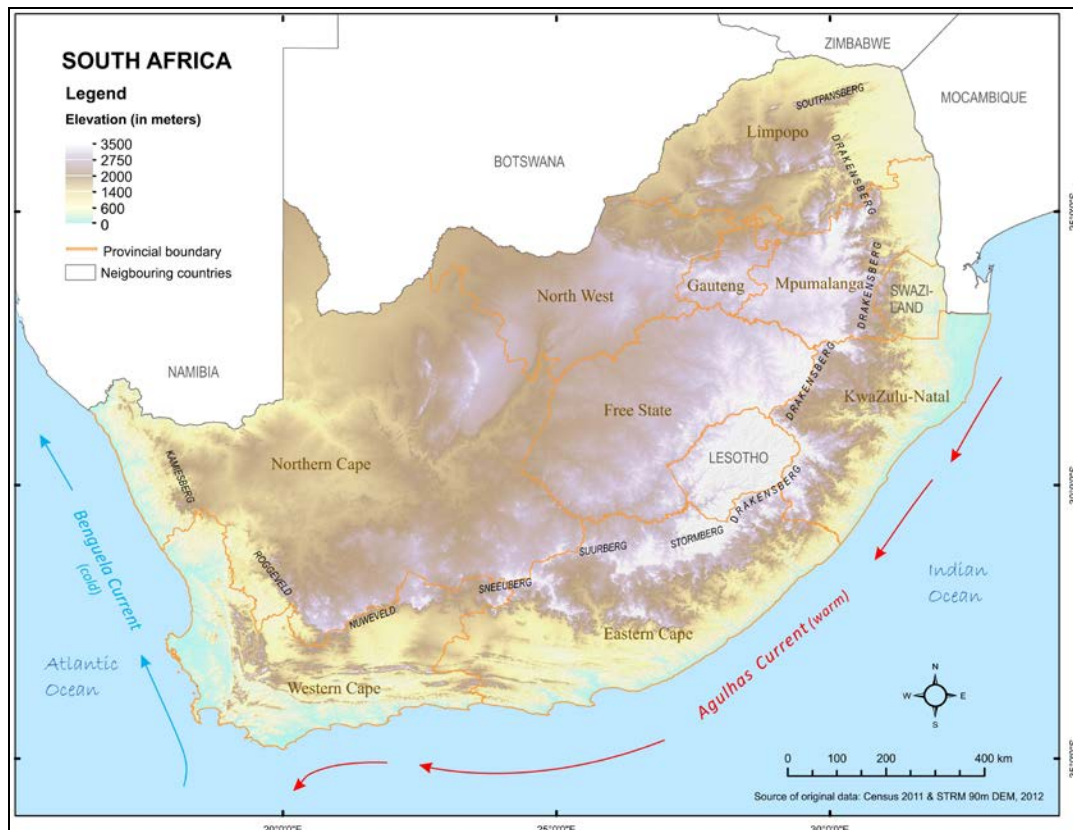 SOUTH AFRICA
Legend
Elevation (in meters)
3500
2750
2000
1400
600
0
Provincial boundary
Neigbouring countries
ZIMBABWE
MOCAMBIQUE
BOTSWANA
NAMIBIA
SOUTPANSBERG
Limpopo
DRAKENSBERG
DRAKENSBERG
North West
Gauteng
Mpumalanga
SWAZI-
LAND
DRAKENSBERG
Free State
KwaZulu-Natal
LESOTHO
DRAKENSBERG
Northern Cape
KAMIESBERG
STORMBERG
SUURBERG
SNEEUBERG
ROGGEVELD
NUWEVELD
Eastern Cape
Western Cape
Benguela Current
(cold)
Atlantic
Ocean
Agulhas Current (warm)
Indian
Ocean
N
W E
S
0 100 200 400 km
Source of original data: Census 2011 & STRM 90m DEM, 2012